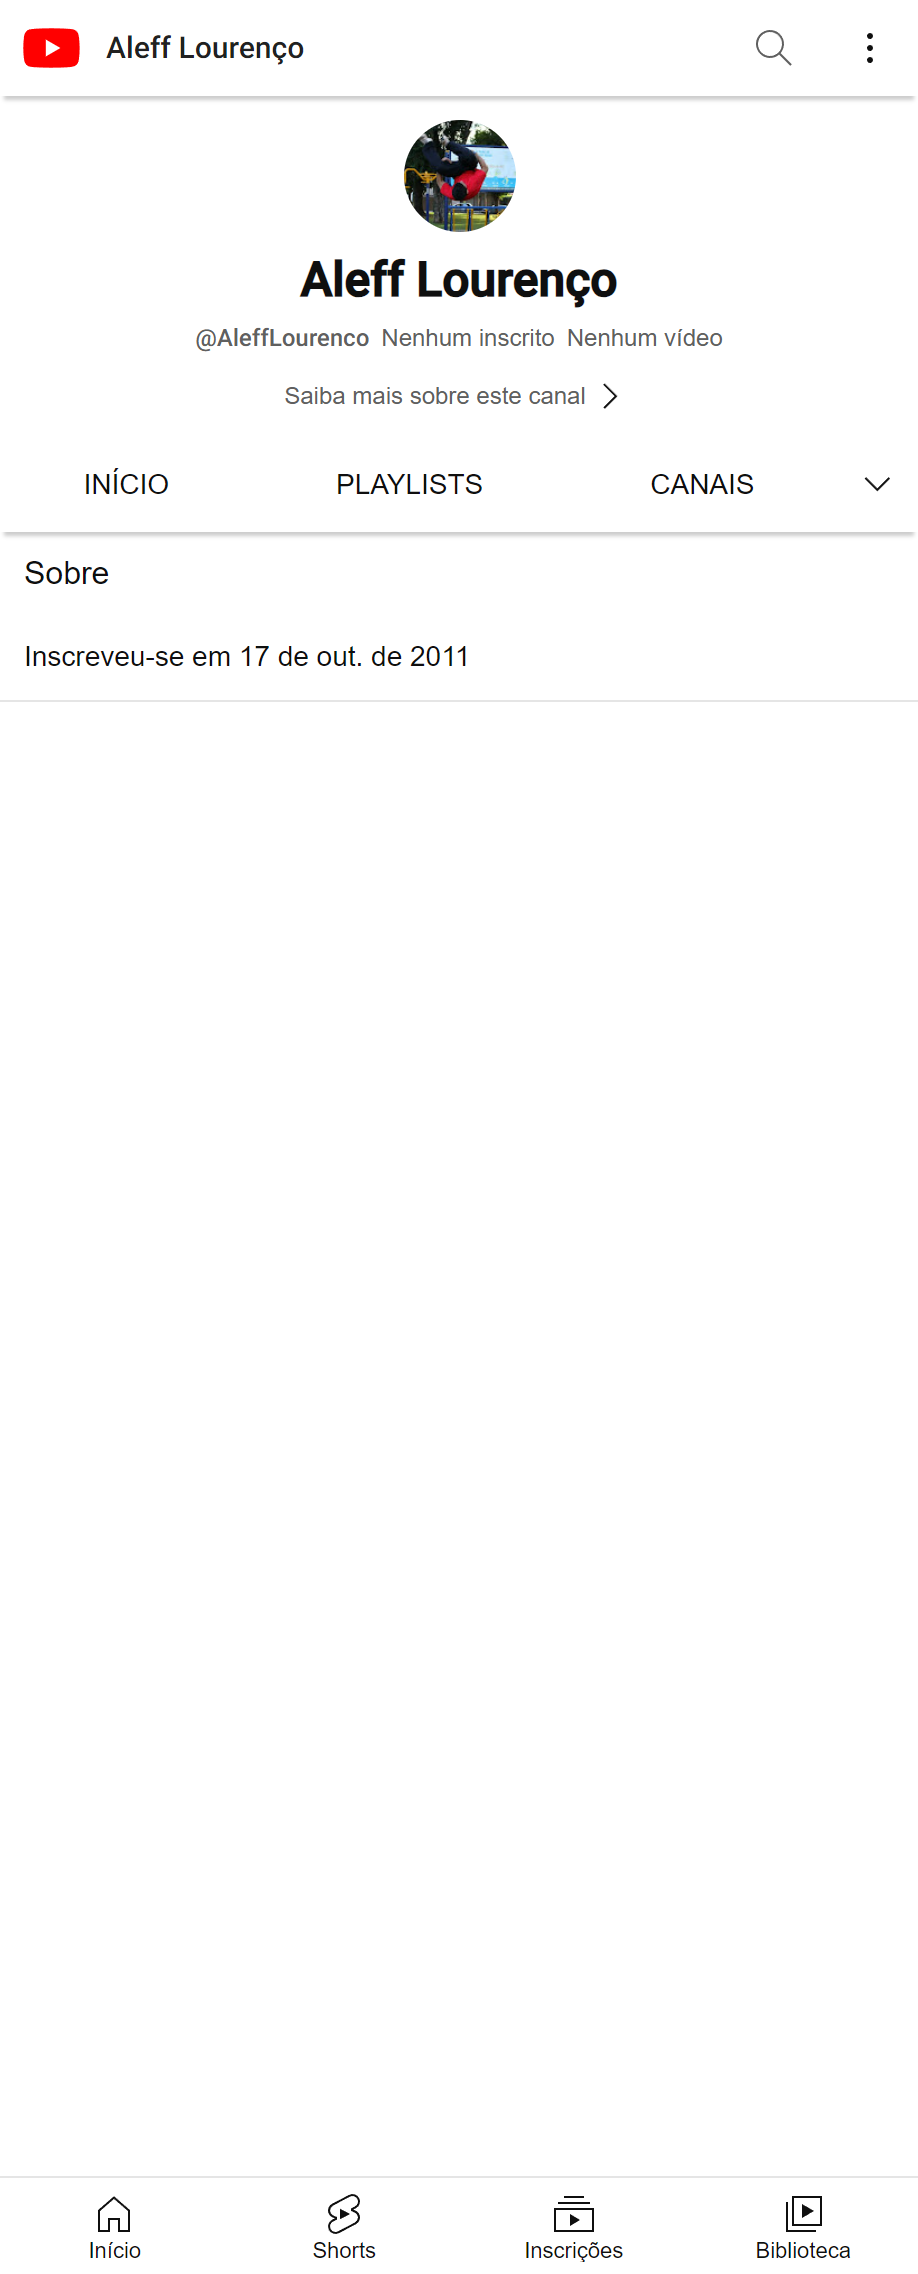 Aleff Lourenço
Aleff Lourenço
@AleffLourenco Nenhum inscrito Nenhum vídeo
Saiba mais sobre este canal
INÍCIO PLAYLISTS CANAIS
Sobre
Inscreveu-se em 17 de out. de 2011
Início Shorts Inscrições Biblioteca